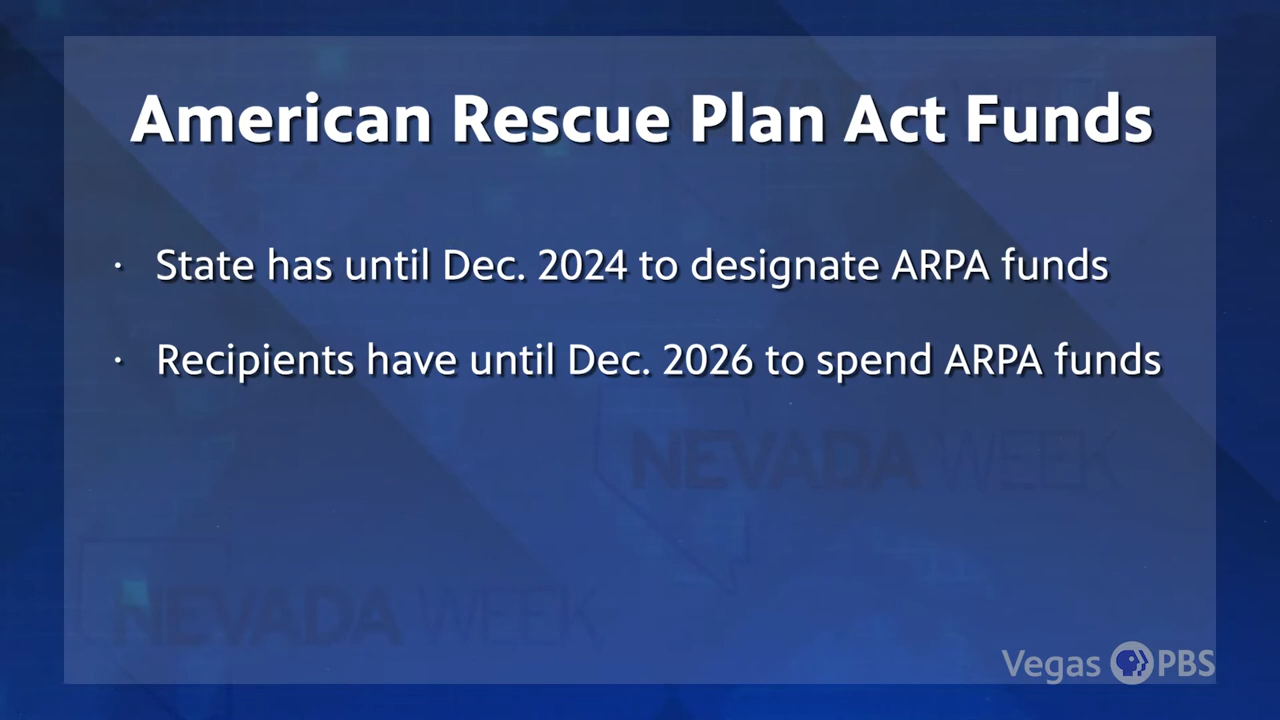 American Rescue Plan Act Funds
· State has until Dec. 2024 to designate ARPA funds
· Recipients have until Dec. 2026 to spend ARPA funds
NEVADA WEEK
NEVADA WEEK
Vegas PBS